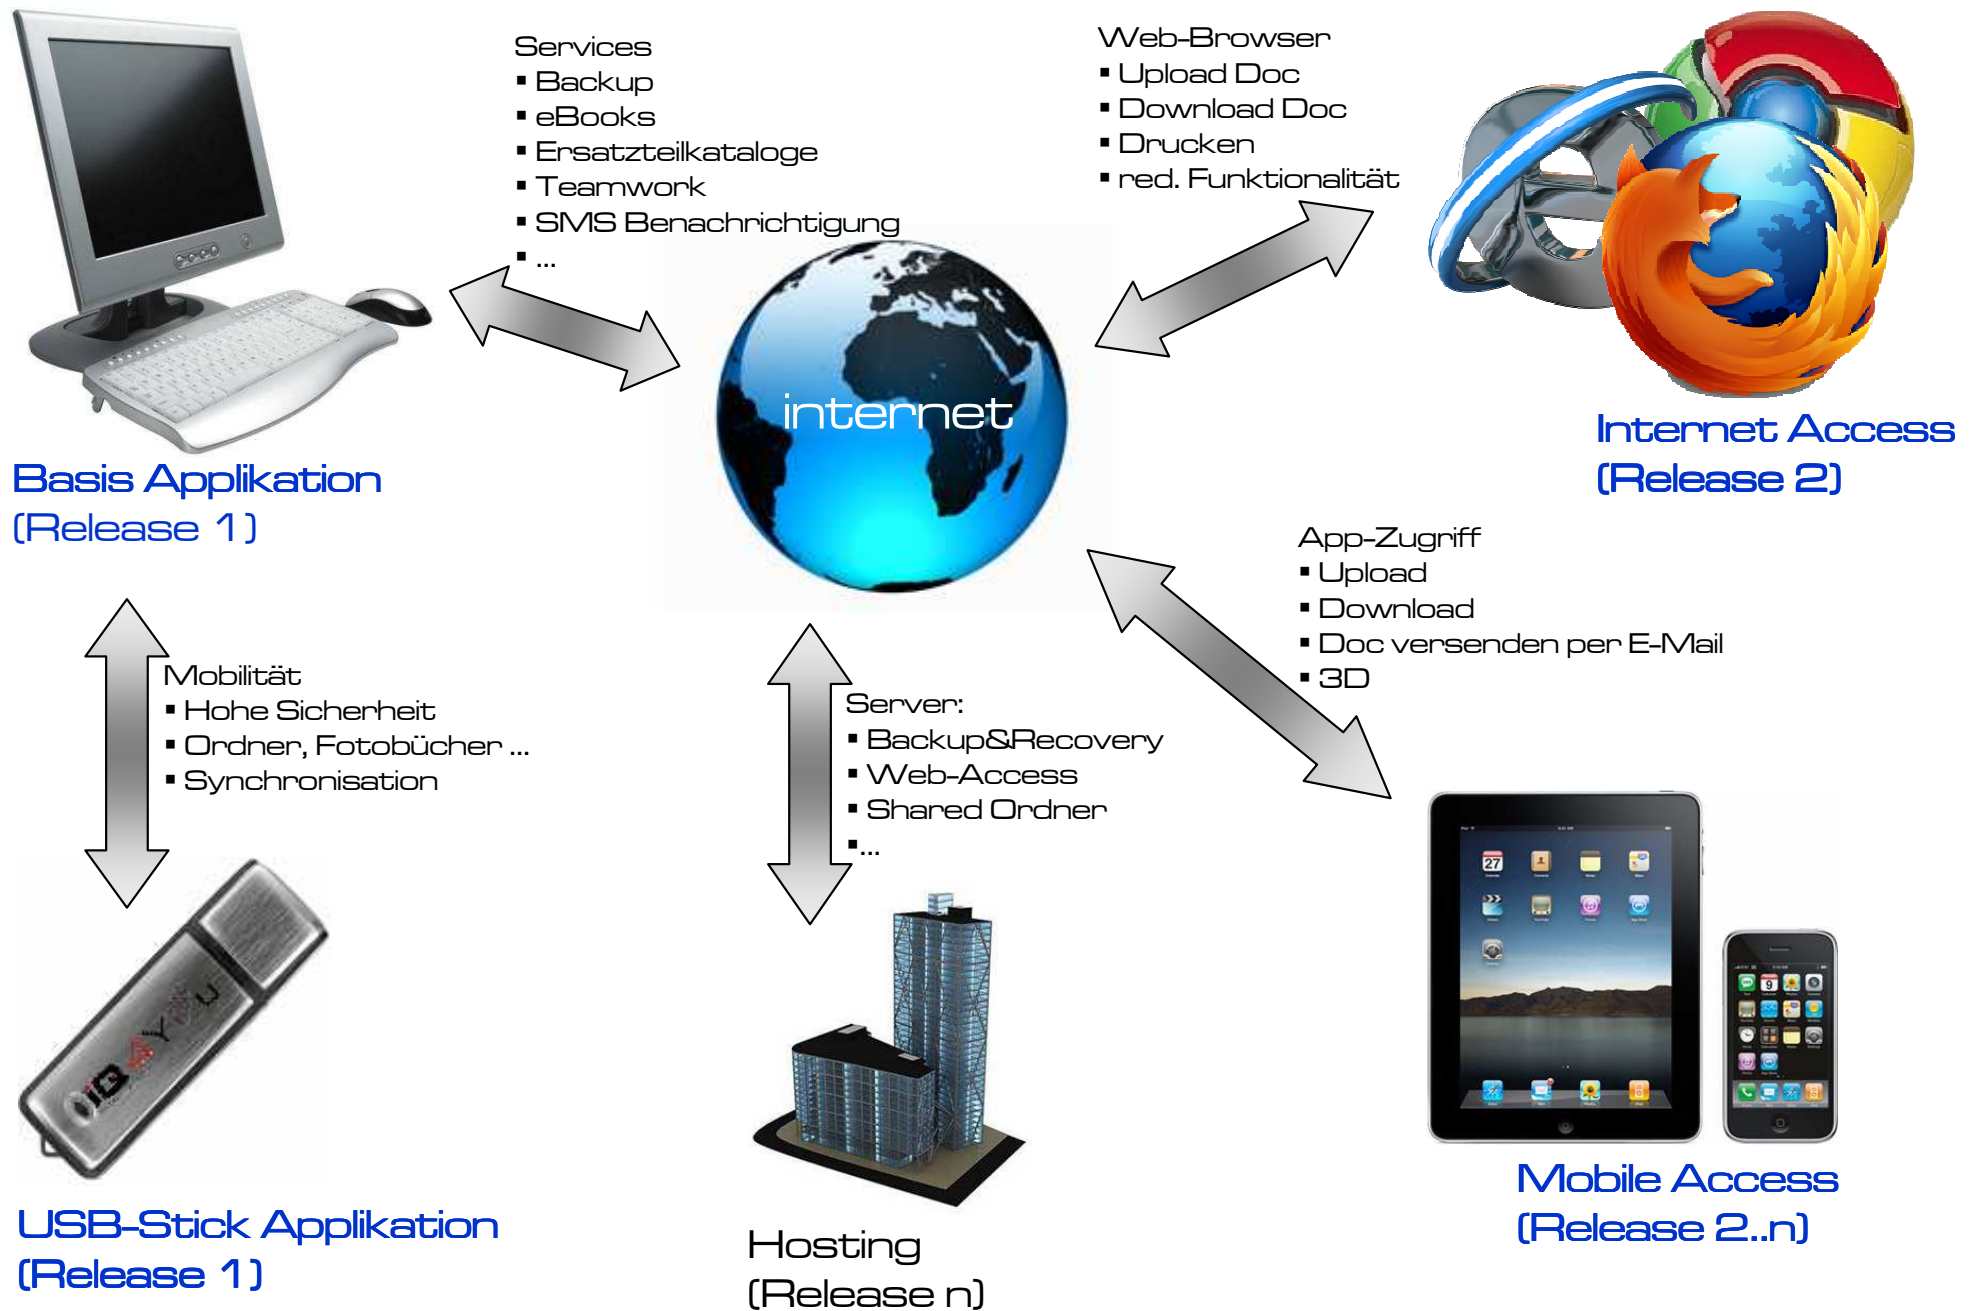 Services
▪ Backup
▪ eBooks
▪ Ersatzteilkataloge
▪ Teamwork
▪ SMS Benachrichtigung
▪ ...
Web-Browser
▪ Upload Doc
▪ Download Doc
▪ Drucken
▪ red. Funktionalität
internet
Basis Applikation
(Release 1)
Internet Access
(Release 2)
App-Zugriff
▪ Upload
▪ Download
▪ Doc versenden per E-Mail
▪ 3D
Mobilität
▪ Hohe Sicherheit
▪ Ordner, Fotobücher ...
▪ Synchronisation
Server:
▪ Backup&Recovery
▪ Web-Access
▪ Shared Ordner
▪...
27
9
USB-Stick Applikation
(Release 1)
Hosting
(Release n)
Mobile Access
(Release 2..n)